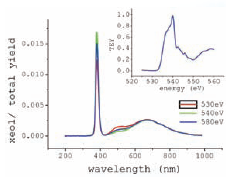 1.0
0.8
0.6
0.4
0.2
0.0
TEY
520 530 540 550 560
energy (eV)
0.015
0.010
0.005
0.000
xeol/ total yield
530eV
540eV
580eV
200 400 600 800 1000
wavelength (nm)